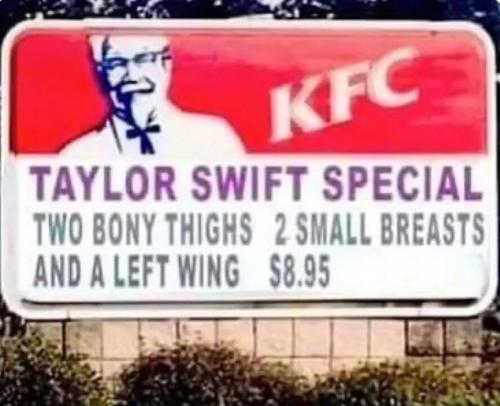 KFC
TAYLOR SWIFT SPECIAL
TWO BONY THIGHS 2 SMALL BREASTS
AND A LEFT WING $8.95